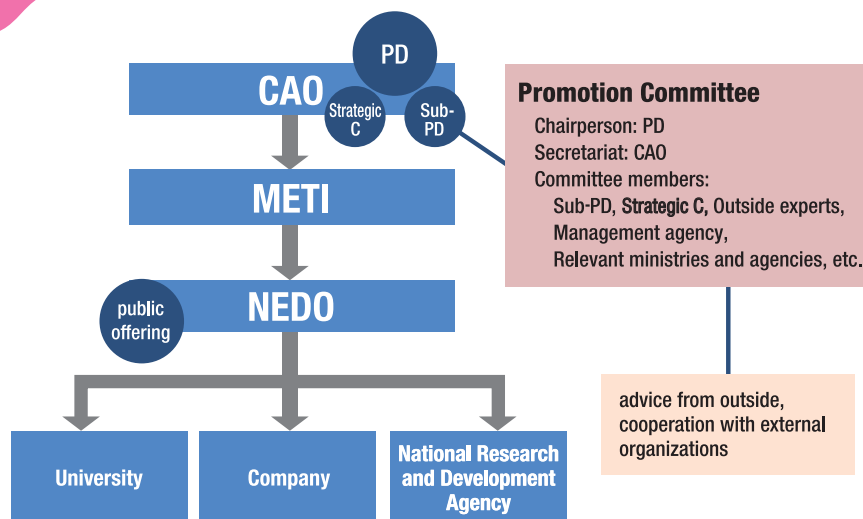 PD
CAO
Strategic
C
Sub-
PD
METI
public
offering
NEDO
University
Company
National Research
and Development
Agency
Promotion Committee
Chairperson: PD
Secretariat: CAO
Committee members:
Sub-PD, Strategic C, Outside experts,
Management agency,
Relevant ministries and agencies, etc.
advice from outside,
cooperation with external
organizations